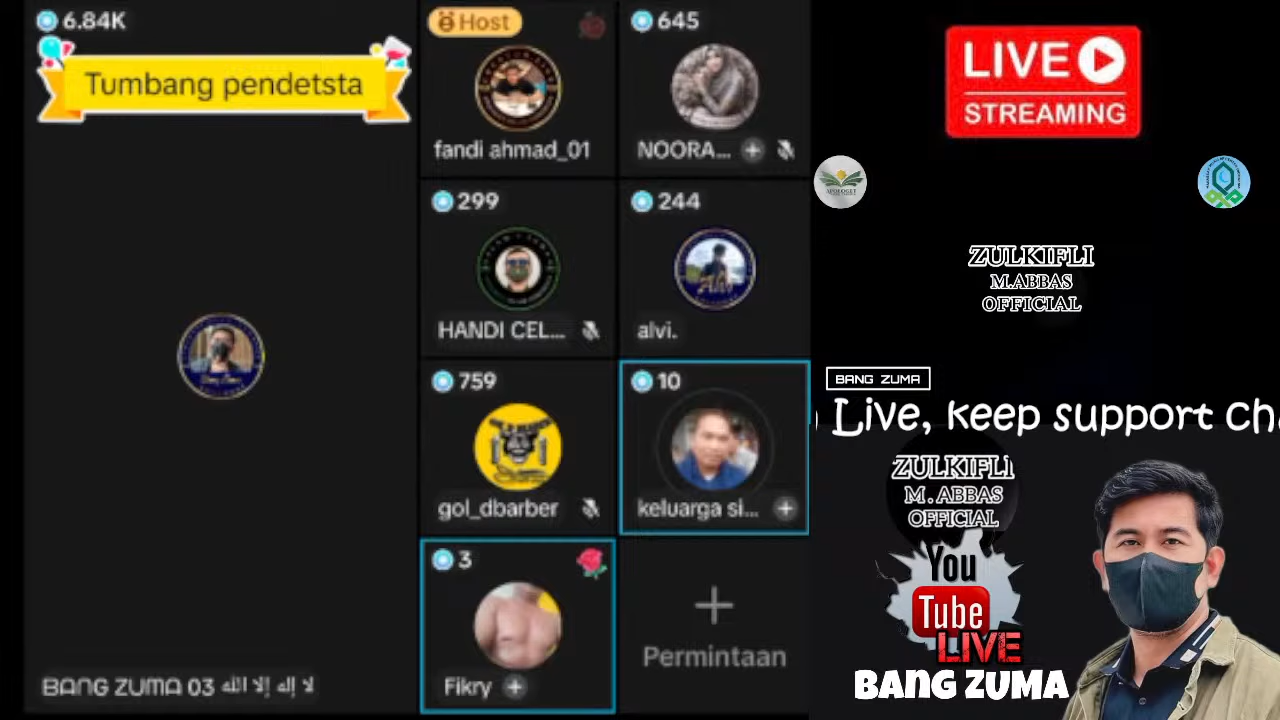 6.84K
Tumbang pendetsta
BANG ZUMA 03 لا إله إلا الله
Host
fandi ahmad_01
645
NOORA...
299
HANDI CEL...
244
alvi.
759
gol_dbarber
10
keluarga si...
3
Fikry
Permintaan
LIVE
STREAMING
ZULKIFLI
M.ABBAS
OFFICIAL
BANG ZUMA
Live, keep support ch
ZULKIFLI
M.ABBAS
OFFICIAL
You
Tube
LIVE
BANG ZUMA